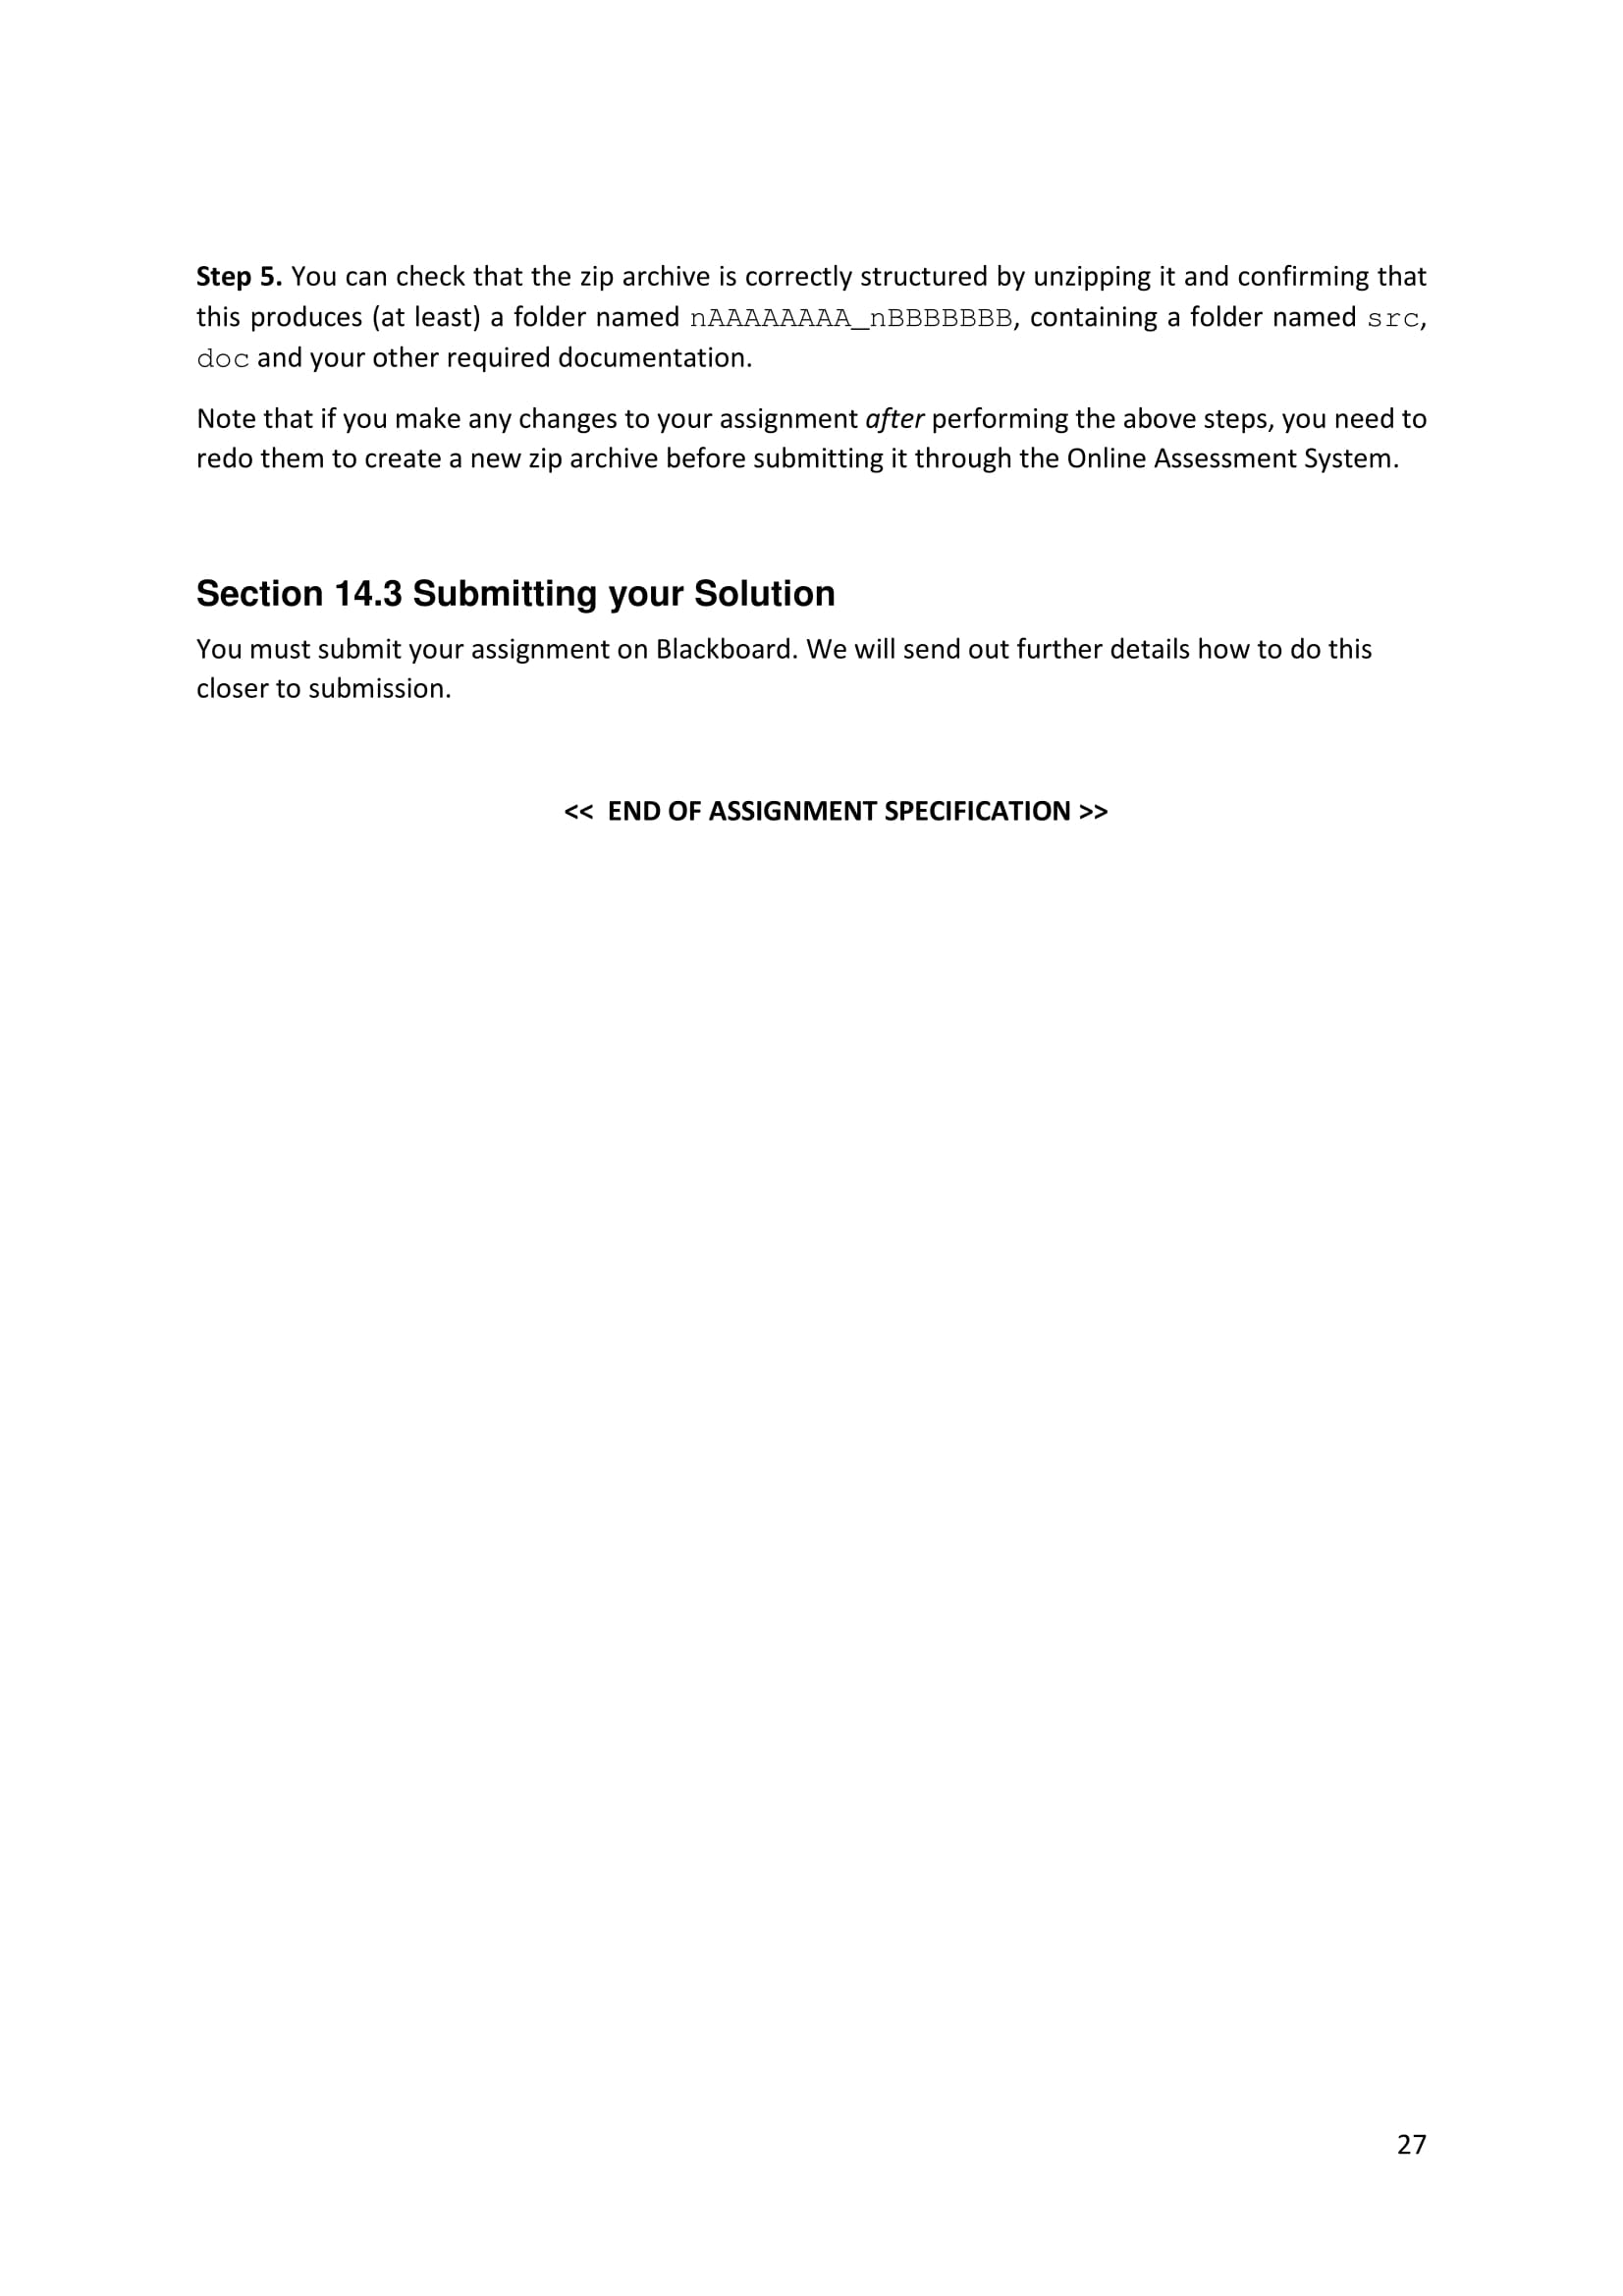 Step 5. You can check that the zip archive is correctly structured by unzipping it and confirming that
this produces (at least) a folder named nAAAAAAAA_nBBBBBBB, containing a folder named src,
doc and your other required documentation.
Note that if you make any changes to your assignment after performing the above steps, you need to
redo them to create a new zip archive before submitting it through the Online Assessment System.
Section 14.3 Submitting your Solution
You must submit your assignment on Blackboard. We will send out further details how to do this
closer to submission.
<< END OF ASSIGNMENT SPECIFICATION >>
27